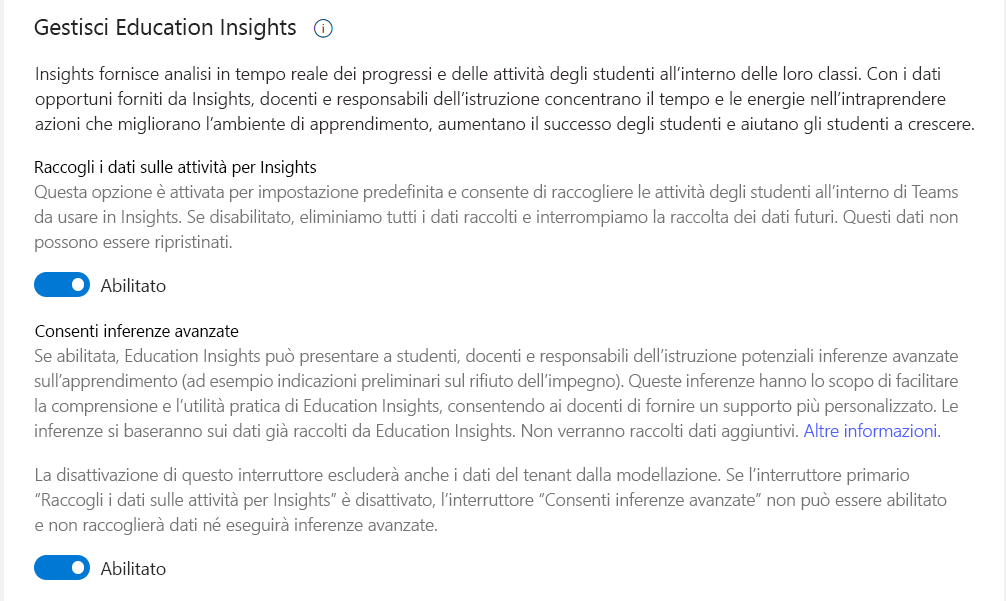 Gestisci Education Insights
Insights fornisce analisi in tempo reale dei progressi e delle attività degli studenti all’interno delle loro classi. Con i dati
opportuni forniti da Insights, docenti e responsabili dell’istruzione concentrano il tempo e le energie nell’intraprendere
azioni che migliorano l’ambiente di apprendimento, aumentano il successo degli studenti e aiutano gli studenti a crescere.
Raccogli i dati sulle attività per Insights
Questa opzione è attivata per impostazione predefinita e consente di raccogliere le attività degli studenti all’interno di Teams
da usare in Insights. Se disabilitato, eliminiamo tutti i dati raccolti e interrompiamo la raccolta dei dati futuri. Questi dati non
possono essere ripristinati.
Abilitato
Consenti inferenze avanzate
Se abilitata, Education Insights può presentare a studenti, docenti e responsabili dell’istruzione potenziali inferenze avanzate
sull’apprendimento (ad esempio indicazioni preliminari sul rifiuto dell’impegno). Queste inferenze hanno lo scopo di facilitare
la comprensione e l’utilità pratica di Education Insights, consentendo ai docenti di fornire un supporto più personalizzato. Le
inferenze si baseranno sui dati già raccolti da Education Insights. Non verranno raccolti dati aggiuntivi. Altre informazioni.
La disattivazione di questo interruttore escluderà anche i dati del tenant dalla modellazione. Se l’interruttore primario
“Raccogli i dati sulle attività per Insights” è disattivato, l’interruttore “Consenti inferenze avanzate” non può essere abilitato
e non raccoglierà dati né eseguirà inferenze avanzate.
Abilitato